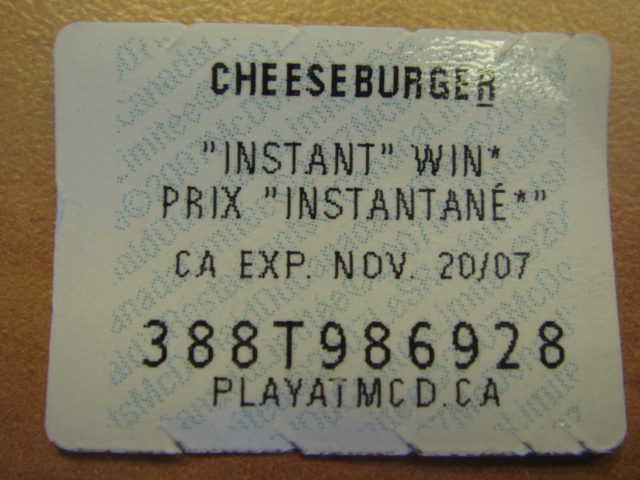 CHEESEBURGER
"INSTANT" WIN*
PRIX "INSTANTANÉ*"
CA EXP. NOV. 20/07
388T986928
PLAYATMCD.CA